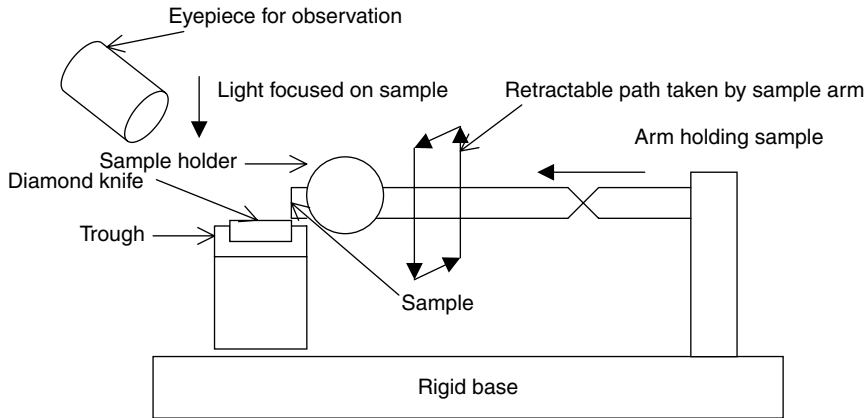 Eyepiece for observation
Light focused on sample
Retractable path taken by sample arm
Arm holding sample
Sample holder
Diamond knife
Trough
Sample
Rigid base